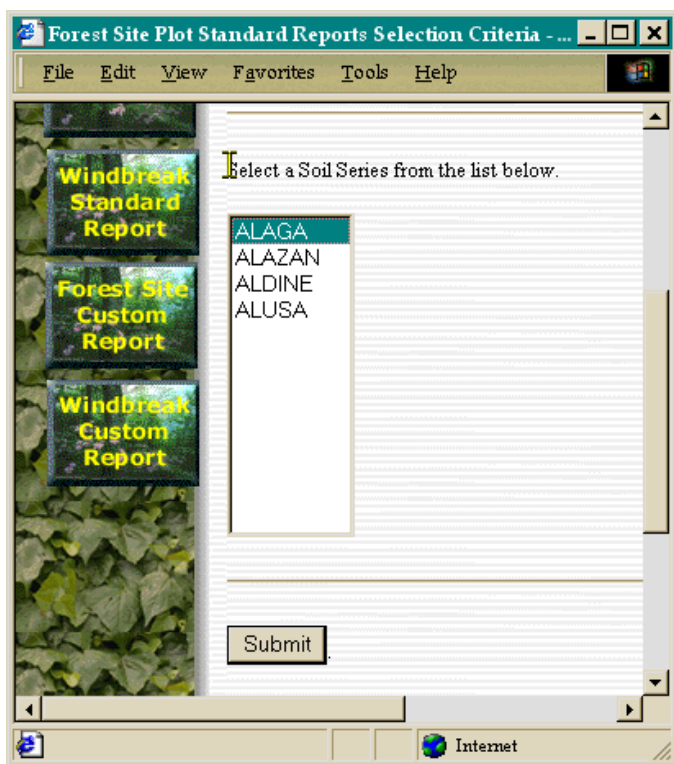 Forest Site Plot Standard Reports Selection Criteria - ...
File Edit View Favorites Tools Help
Windbreak
Standard
Report
Forest Site
Custom
Report
Windbreak
Custom
Report
Select a Soil Series from the list below.
ALAGA
ALAZAN
ALDINE
ALUSA
Submit.
Internet